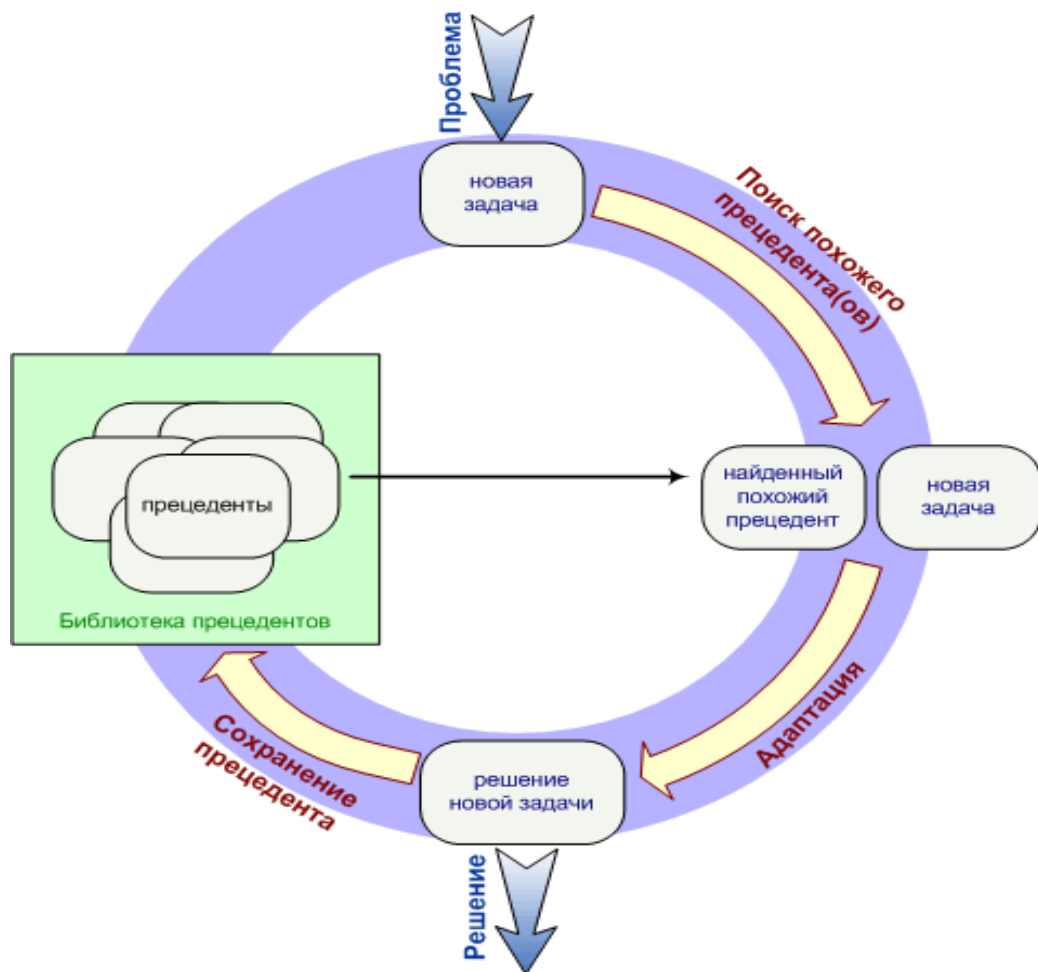 Проблема
новая
задача
Поиск похожего
прецедента(ов)
прецеденты
Библиотека прецедентов
найденный
похожий
прецедент
новая
задача
Адаптация
Сохранение
прецедента
решение
новой задачи
Решение